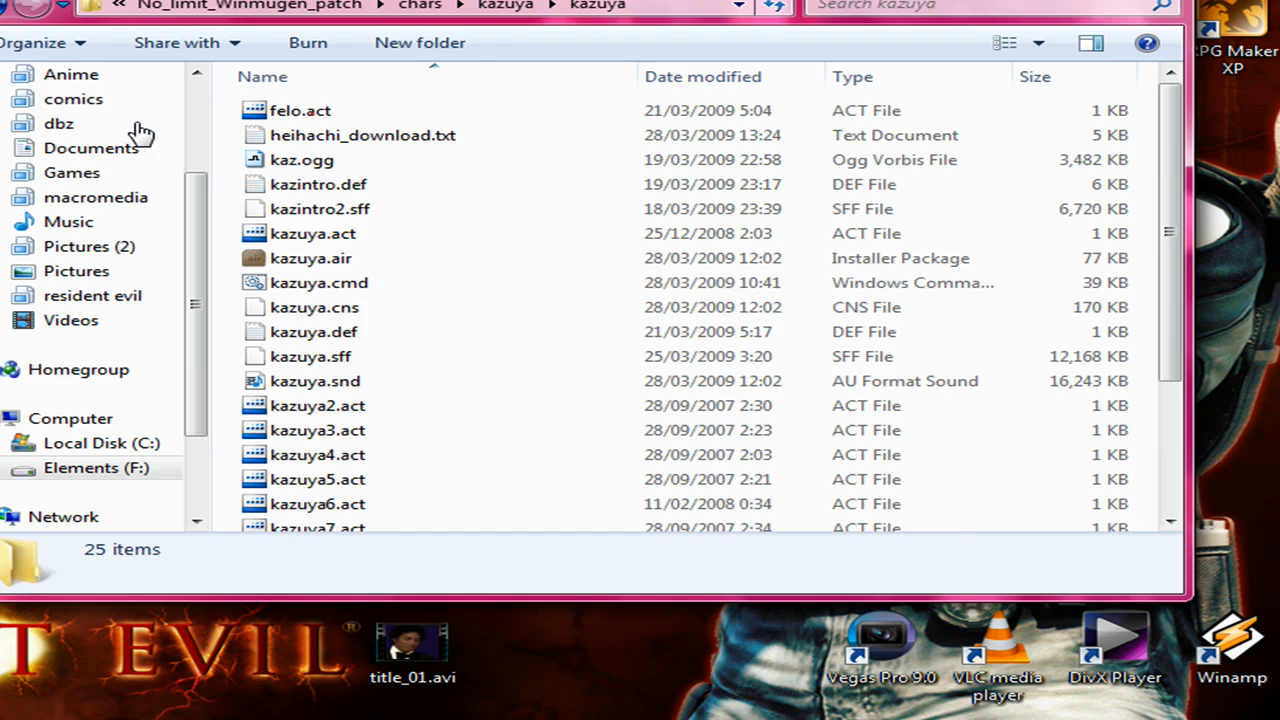 No_limit_Winmugen_patch chars kazuya kazuya Search kazuya
Organize Share with Burn New folder
Name Date modified Type Size
Anime
comics
dbz
Documents
Games
macromedia
Music
Pictures (2)
Pictures
resident evil
Videos
Homegroup
Computer
Local Disk (C:)
Elements (F:)
Network
felo.act 21/03/2009 5:04 ACT File 1 KB
heihachi_download.txt 28/03/2009 13:24 Text Document 5 KB
kaz.ogg 19/03/2009 22:58 Ogg Vorbis File 3,482 KB
kazintro.def 19/03/2009 23:17 DEF File 6 KB
kazintro2.sff 18/03/2009 23:39 SFF File 6,720 KB
kazuya.act 25/12/2008 2:03 ACT File 1 KB
kazuya.air 28/03/2009 12:02 Installer Package 77 KB
kazuya.cmd 28/03/2009 10:41 Windows Comma... 39 KB
kazuya.cns 28/03/2009 12:02 CNS File 170 KB
kazuya.def 21/03/2009 5:17 DEF File 1 KB
kazuya.sff 25/03/2009 3:20 SFF File 12,168 KB
kazuya.snd 28/03/2009 12:02 AU Format Sound 16,243 KB
kazuya2.act 28/09/2007 2:30 ACT File 1 KB
kazuya3.act 28/09/2007 2:23 ACT File 1 KB
kazuya4.act 28/09/2007 2:03 ACT File 1 KB
kazuya5.act 28/09/2007 2:21 ACT File 1 KB
kazuya6.act 11/02/2008 0:34 ACT File 1 KB
kazuya7.act 28/09/2007 2:34 ACT File 1 KB
25 items
PG Maker
XP
T EVIL®
title_01.avi
Vegas Pro 9.0
VLC media
player
DivX Player
Winamp